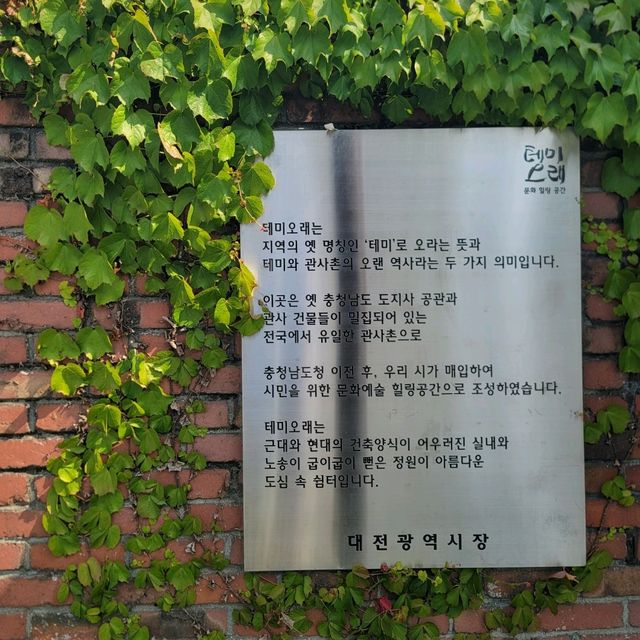 테미
오래
문화 힐링 공간
테미오래는
지역의 옛 명칭인 '테미'로 오라는 뜻과
테미와 관사촌의 오랜 역사라는 두 가지 의미입니다.
이곳은 옛 충청남도 도지사 공관과
관사 건물들이 밀집되어 있는
전국에서 유일한 관사촌으로
충청남도청 이전 후, 우리 시가 매입하여
시민을 위한 문화예술 힐링공간으로 조성하였습니다.
테미오래는
근대와 현대의 건축양식이 어우러진 실내와
노송이 굽이굽이 뻗은 정원이 아름다운
도심 속 쉼터입니다.
대전광역시장